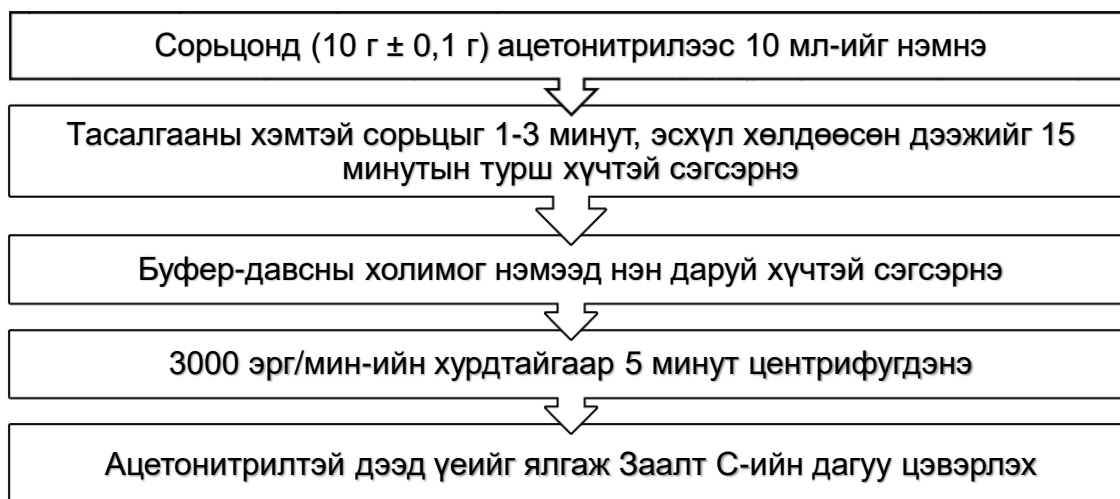 Сорьцонд (10 г ± 0,1 г) ацетонитрилээс 10 мл-ийг нэмнэ
Тасалгааны хэмтэй сорьцыг 1-3 минут, эсхүл хөлдөөсөн дээжийг 15
минутын турш хүчтэй сэгсэрнэ
Буфер-давсны холимог нэмээд нэн даруй хүчтэй сэгсэрнэ
3000 эрг/мин-ийн хурдтайгаар 5 минут центрифугдэнэ
Ацетонитрилтэй дээд үеийг ялгаж Заалт С-ийн дагуу цэвэрлэх